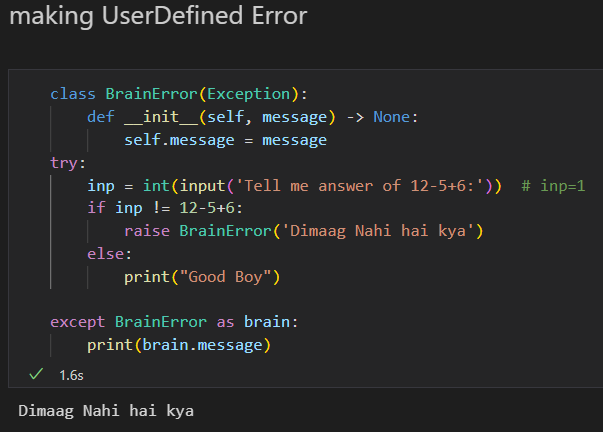 making UserDefined Error
class BrainError(Exception):
    def __init__(self, message) -> None:
        self.message = message
try:
    inp = int(input('Tell me answer of 12-5+6:'))  # inp=1
    if inp != 12-5+6:
        raise BrainError('Dimaag Nahi hai kya')
    else:
        print("Good Boy")
except BrainError as brain:
    print(brain.message)
✓ 1.6s
Dimaag Nahi hai kya